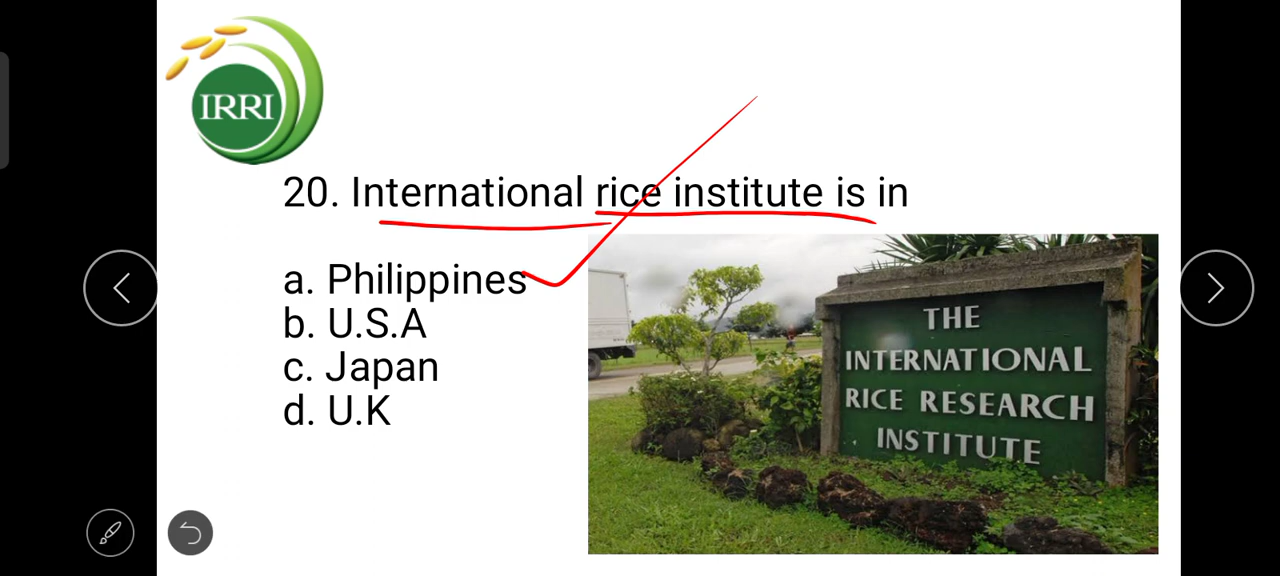 IRRI
20. International rice institute is in
a. Philippines
b. U.S.A
c. Japan
d. U.K
THE
INTERNATIONAL
RICE RESEARCH
INSTITUTE